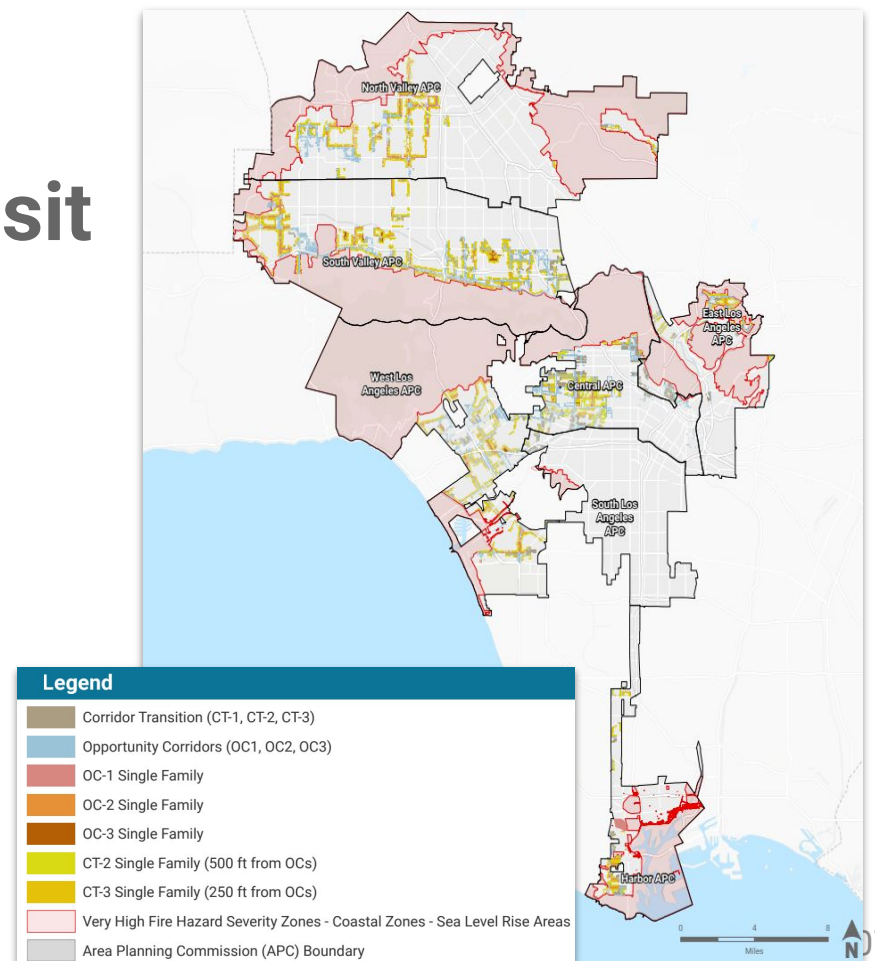 sit
North Valley APC
South Valley APC
East Los
Angeles
APC
West Los
Angeles APC
Central APC
South Los
Angeles
APC
Harbor APC
Legend
Corridor Transition (CT-1, CT-2, CT-3)
Opportunity Corridors (OC1, OC2, OC3)
OC-1 Single Family
OC-2 Single Family
OC-3 Single Family
CT-2 Single Family (500 ft from OCs)
CT-3 Single Family (250 ft from OCs)
Very High Fire Hazard Severity Zones - Coastal Zones - Sea Level Rise Areas
Area Planning Commission (APC) Boundary
0 4 8
Miles
N